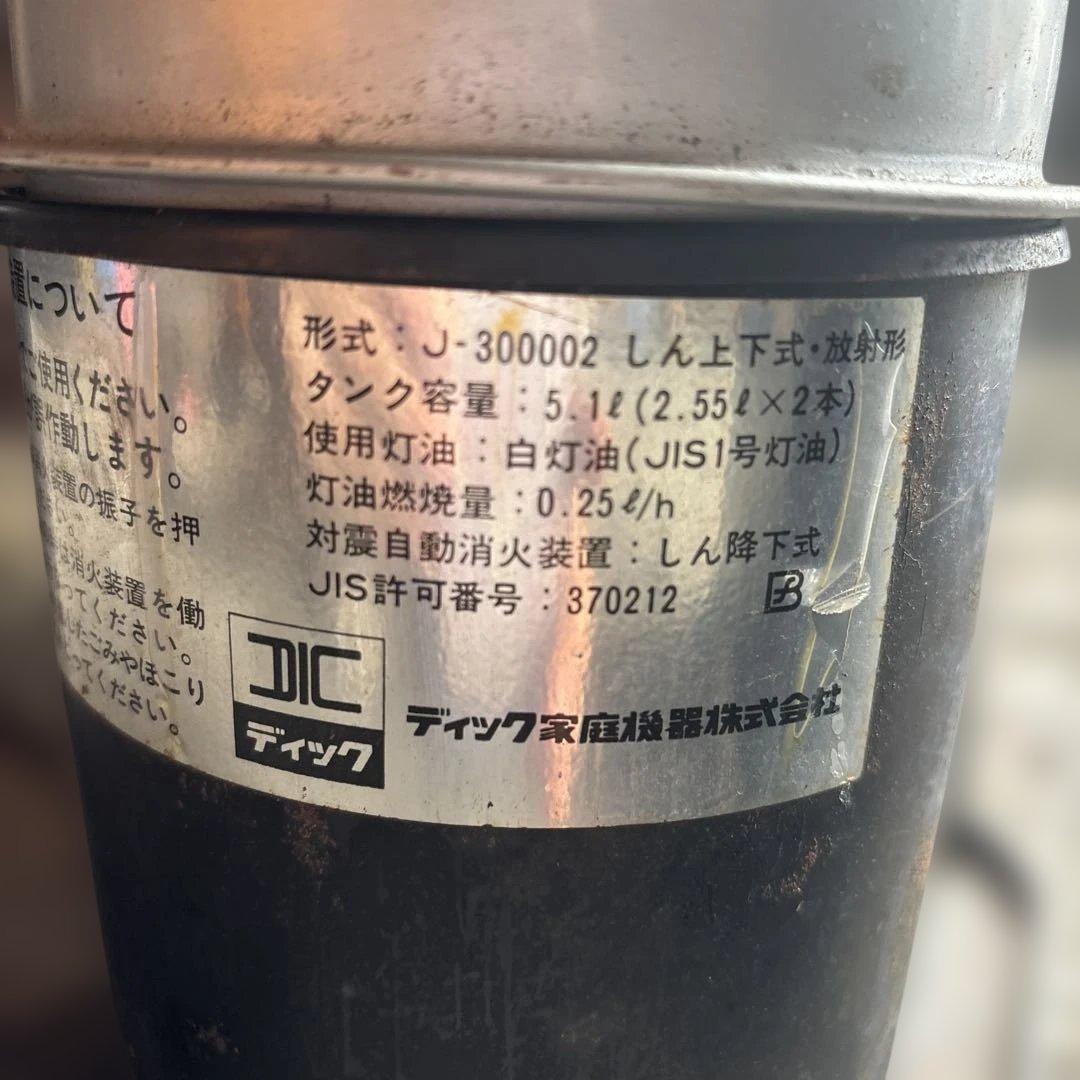 置について
ご使用ください。
作動します。
装置の振子を押
。
は消火装置を働
ってください。
したごみやほこり
ってください。
形式：J-300002 しん上下式・放射形
タンク容量：5.1ℓ(2.55ℓ×2本)
使用灯油：白灯油(JIS1号灯油)
灯油燃焼量：0.25ℓ/h
対震自動消火装置：しん降下式
JIS許可番号：370212
DIC
ディック
ディック家庭機器株式会社